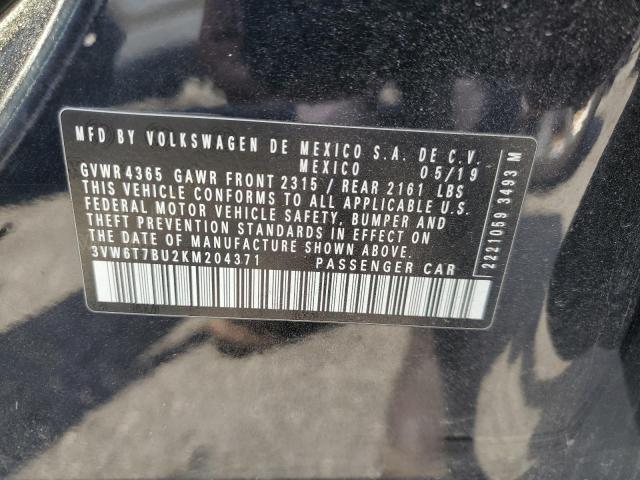 MFD BY VOLKSWAGEN DE MEXICO S.A. DE C.V.
MEXICO 05/19
GVWR 4365 GAWR FRONT 2315 / REAR 2161 LBS
THIS VEHICLE CONFORMS TO ALL APPLICABLE U.S.
FEDERAL MOTOR VEHICLE SAFETY, BUMPER AND
THEFT PREVENTION STANDARDS IN EFFECT ON
THE DATE OF MANUFACTURE SHOWN ABOVE.
3VW6T7BU2KM204371 PASSENGER CAR
2221059 3493 M